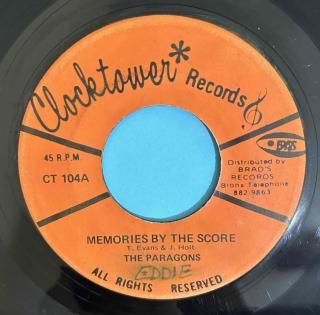 Clocktower* Records
BRADS
45 R.P.M.
CT 104A
Distributed by
BRAD'S
RECORDS
Bronx Telephone
882-9863
MEMORIES BY THE SCORE
T. Evans & J. Holt
THE PARAGONS
EDDIE
ALL RIGHTS RESERVED